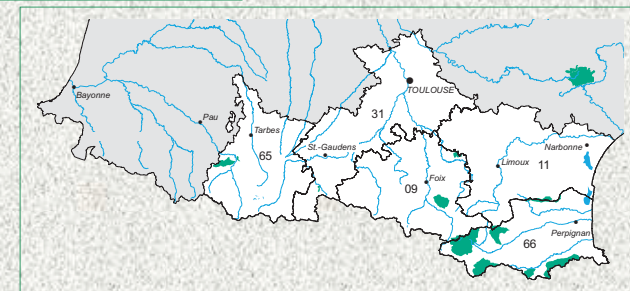 TOULOUSE
Bayonne
31
Pau
Tarbes
St.-Gaudens
65
Narbonne
Limoux
11
09
Foix
Perpignan
66